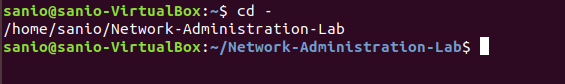 sanio@sanio-VirtualBox:~$ cd -
/home/sanio/Network-Administration-Lab
sanio@sanio-VirtualBox:~/Network-Administration-Lab$